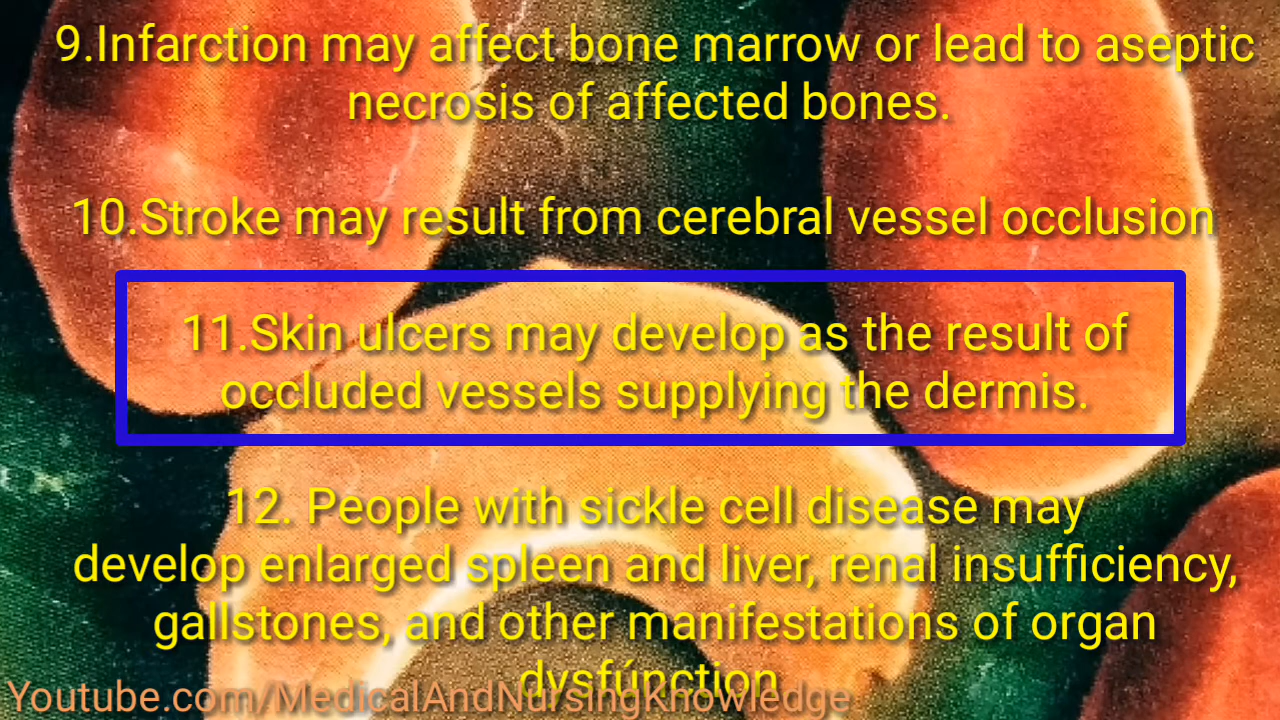 9.Infarction may affect bone marrow or lead to aseptic
necrosis of affected bones.
10.Stroke may result from cerebral vessel occlusion
11.Skin ulcers may develop as the result of
occluded vessels supplying the dermis.
12. People with sickle cell disease may
develop enlarged spleen and liver, renal insufficiency,
gallstones, and other manifestations of organ
dysfúnction
Youtube.com/MedicalAndNursingKnowledge